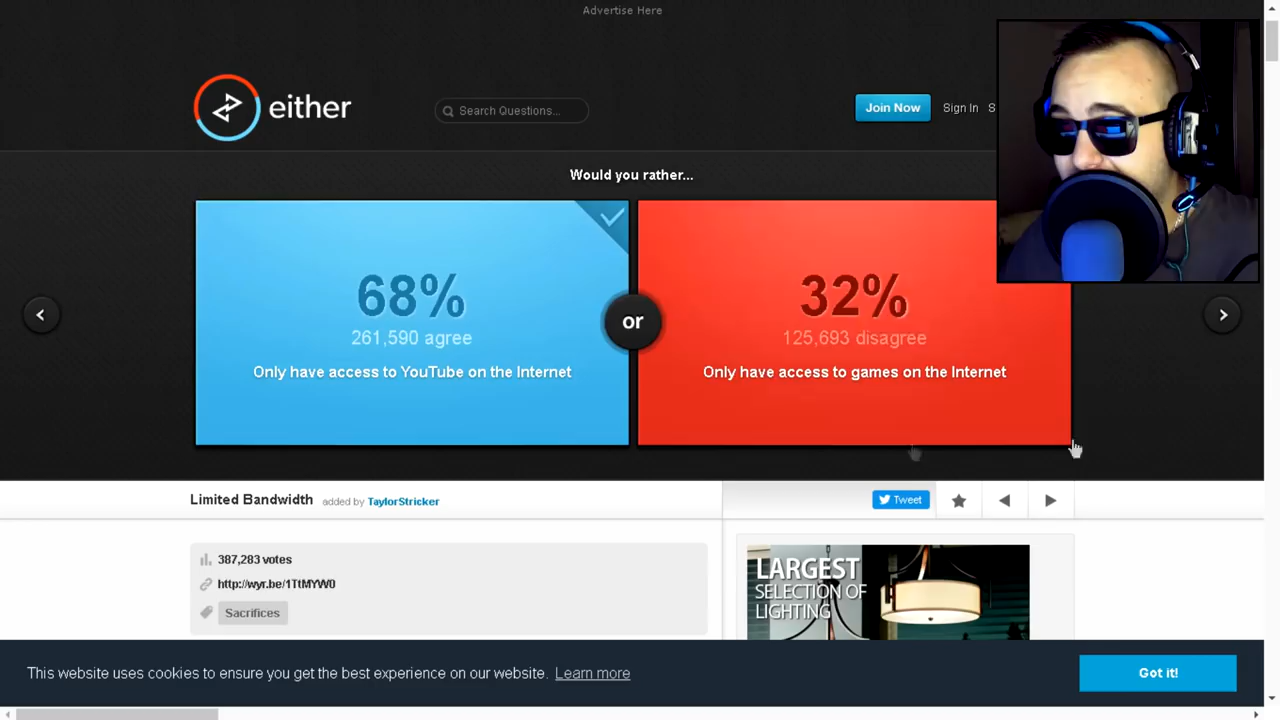 Advertise Here
either
Search Questions...
Join Now
Sign In
S
Would you rather...
68%
261,590 agree
Only have access to YouTube on the Internet
or
32%
125,693 disagree
Only have access to games on the Internet
Limited Bandwidth added by TaylorStricker
Tweet
387,283 votes
http://wyr.be/1TtMYW0
Sacrifices
LARGEST
SELECTION OF
LIGHTING
This website uses cookies to ensure you get the best experience on our website. Learn more
Got it!